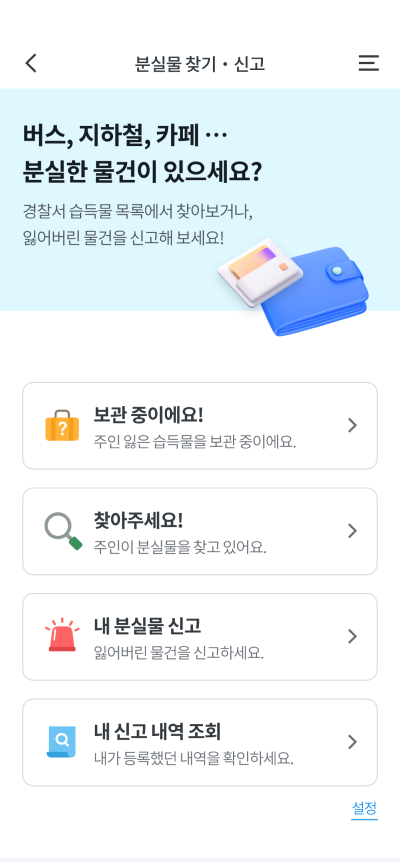 분실물 찾기 • 신고
버스, 지하철, 카페 …
분실한 물건이 있으세요?
경찰서 습득물 목록에서 찾아보거나,
잃어버린 물건을 신고해 보세요!
보관 중이에요!
?
주인 잃은 습득물을 보관 중이에요.
찾아주세요!
주인이 분실물을 찾고 있어요.
내 분실물 신고
잃어버린 물건을 신고하세요.
내 신고 내역 조회
내가 등록했던 내역을 확인하세요.
설정